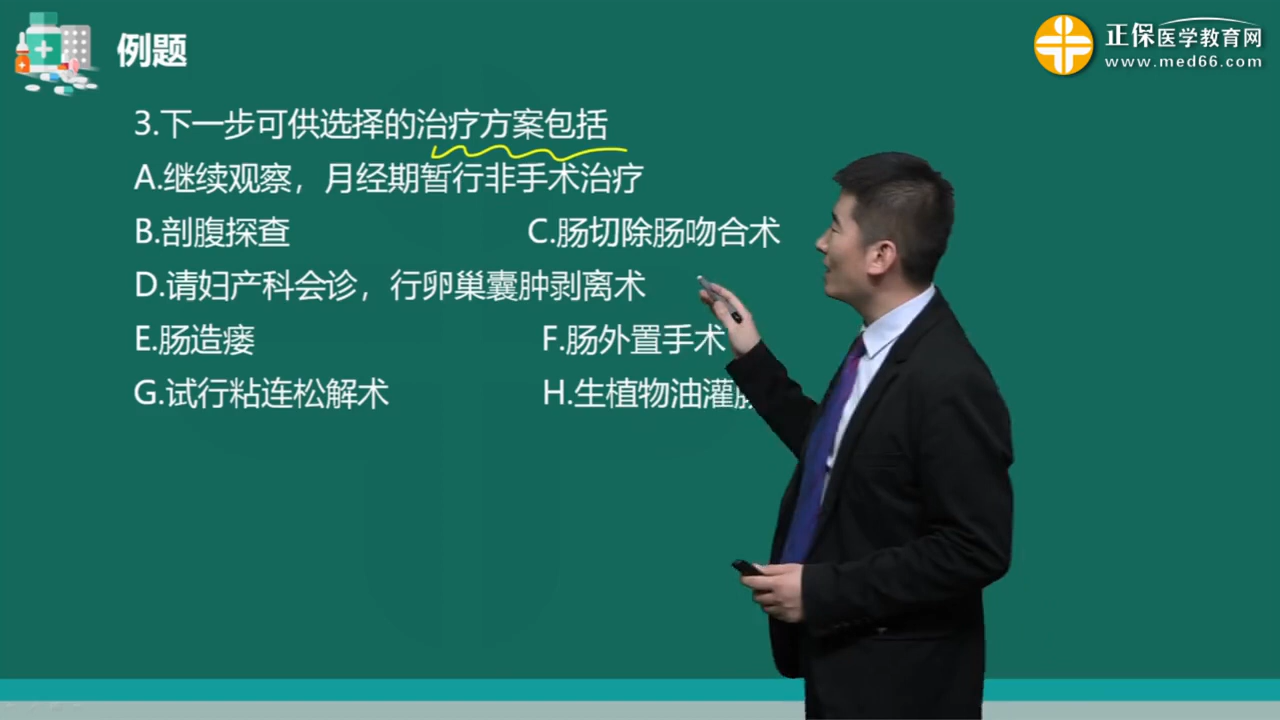 例题
正保医学教育网
www.med66.com
3.下一步可供选择的治疗方案包括
A.继续观察，月经期暂行非手术治疗
B.剖腹探查 C.肠切除肠吻合术
D.请妇产科会诊，行卵巢囊肿剥离术
E.肠造瘘 F.肠外置手术
G.试行粘连松解术 H.生植物油灌